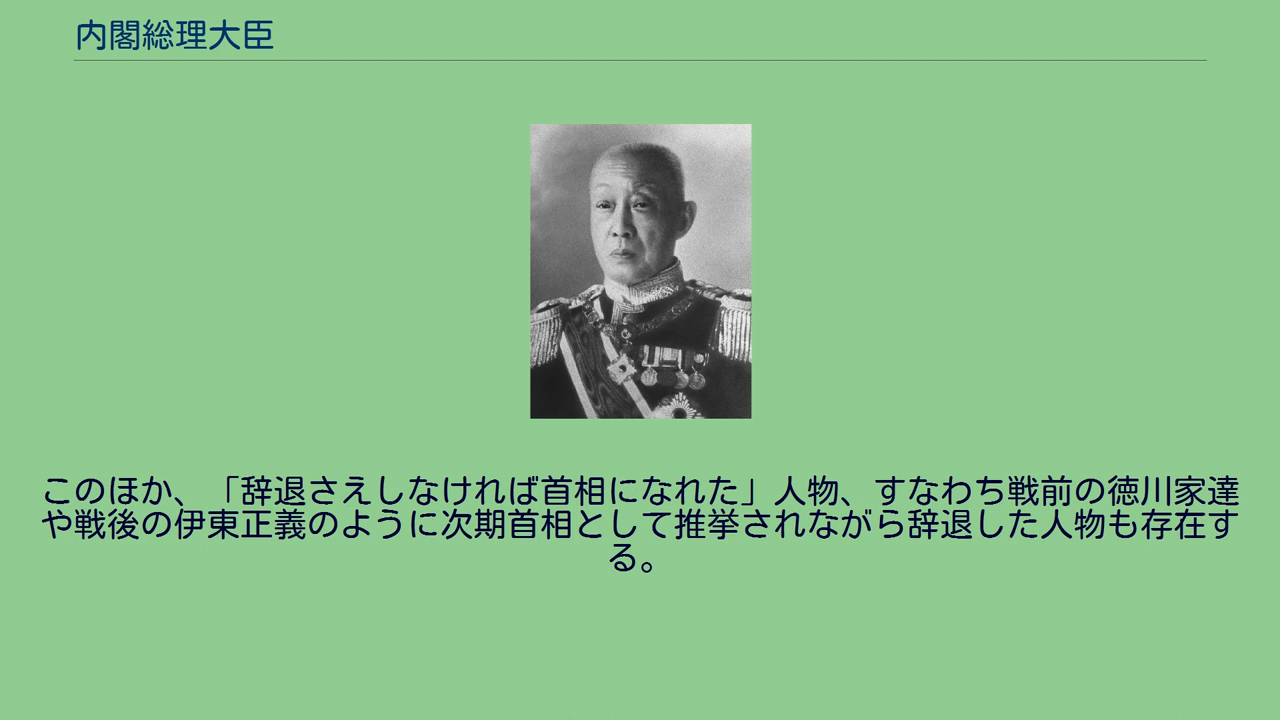 内閣総理大臣
このほか、「辞退さえしなければ首相になれた」人物、すなわち戦前の徳川家達
や戦後の伊東正義のように次期首相として推挙されながら辞退した人物も存在す
る。